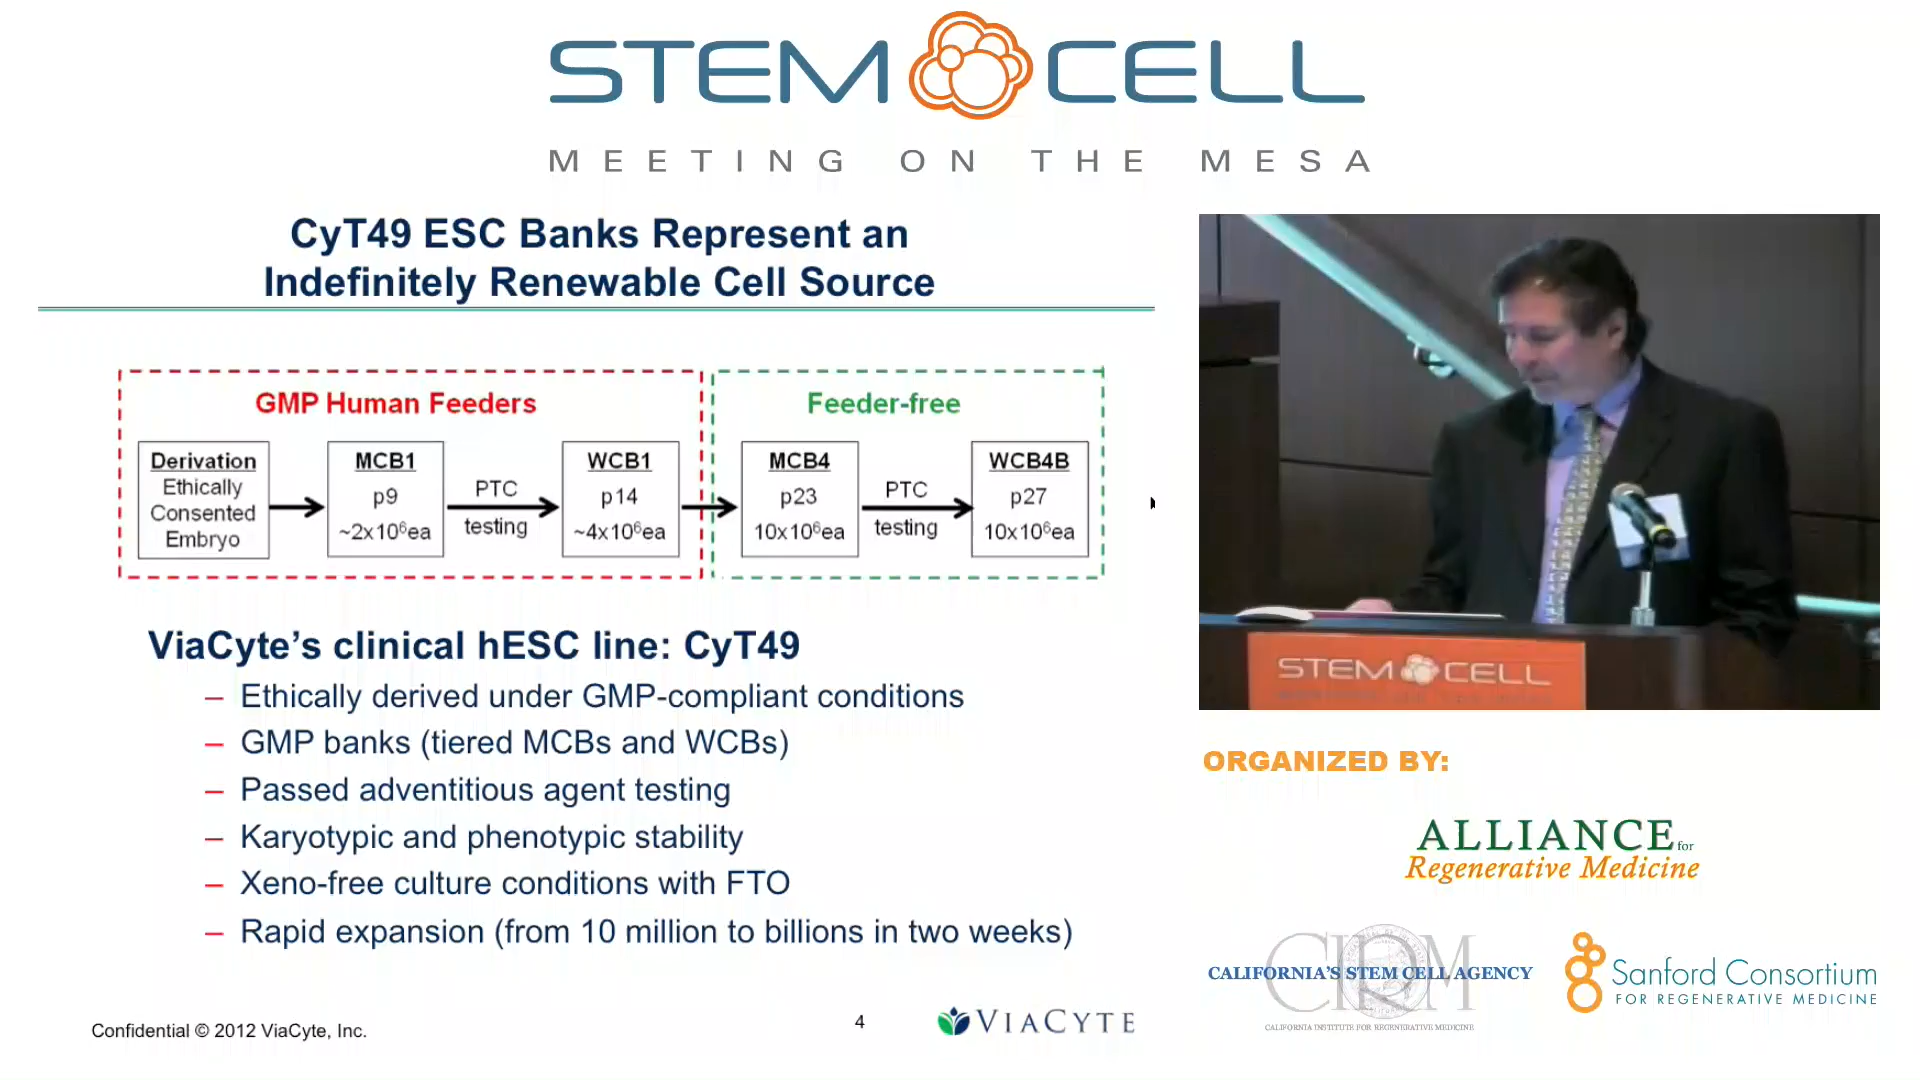 STEM CELL
MEETING ON THE MESA
CyT49 ESC Banks Represent an
Indefinitely Renewable Cell Source
GMP Human Feeders
Derivation
Ethically
Consented
Embryo
MCB1
p9
~2x10⁶ea
PTC
testing
WCB1
p14
~4x10⁶ea
Feeder-free
MCB4
p23
10x10⁶ea
PTC
testing
WCB4B
p27
10x10⁶ea
ViaCyte’s clinical hESC line: CyT49
– Ethically derived under GMP-compliant conditions
– GMP banks (tiered MCBs and WCBs)
– Passed adventitious agent testing
– Karyotypic and phenotypic stability
– Xeno-free culture conditions with FTO
– Rapid expansion (from 10 million to billions in two weeks)
Confidential © 2012 ViaCyte, Inc.
4
VIACYTE
STEM CELL
ORGANIZED BY:
ALLIANCE for
Regenerative Medicine
CIRM
CALIFORNIA'S STEM CELL AGENCY
CALIFORNIA INSTITUTE FOR REGENERATIVE MEDICINE
Sanford Consortium
FOR REGENERATIVE MEDICINE